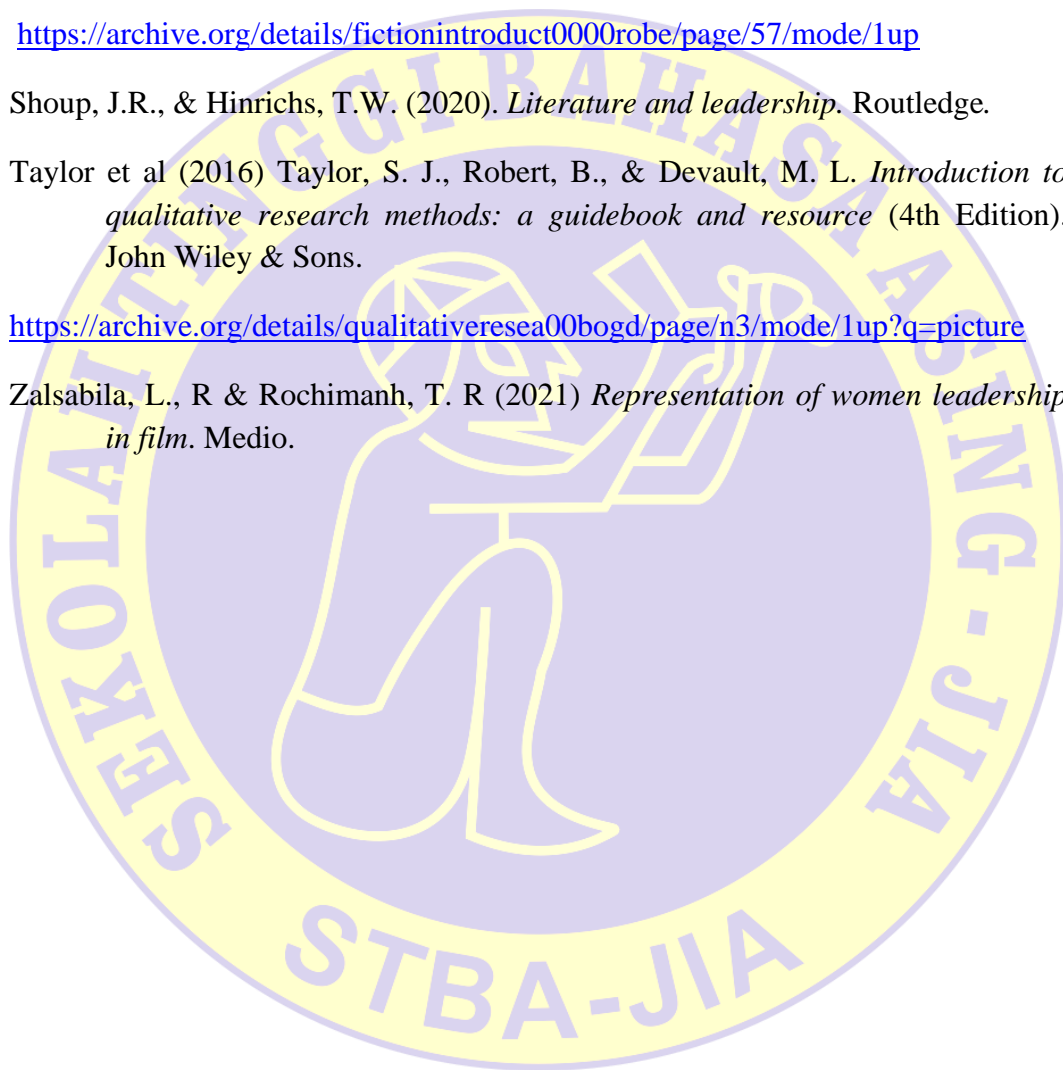 https://archive.org/details/fictionintroduct0000robe/page/57/mode/1up
Shoup, J.R., & Hinrichs, T.W. (2020). Literature and leadership. Routledge.
Taylor et al (2016) Taylor, S. J., Robert, B., & Devault, M. L. Introduction to
qualitative research methods: a guidebook and resource (4th Edition).
John Wiley & Sons.
https://archive.org/details/qualitativeresea00bogd/page/n3/mode/1up?q=picture
Zalsabila, L., R & Rochimanh, T. R (2021) Representation of women leadership
in film. Medio.
SEKOLAH TINGGI BAHASA ASING - JIA
STBA-JIA